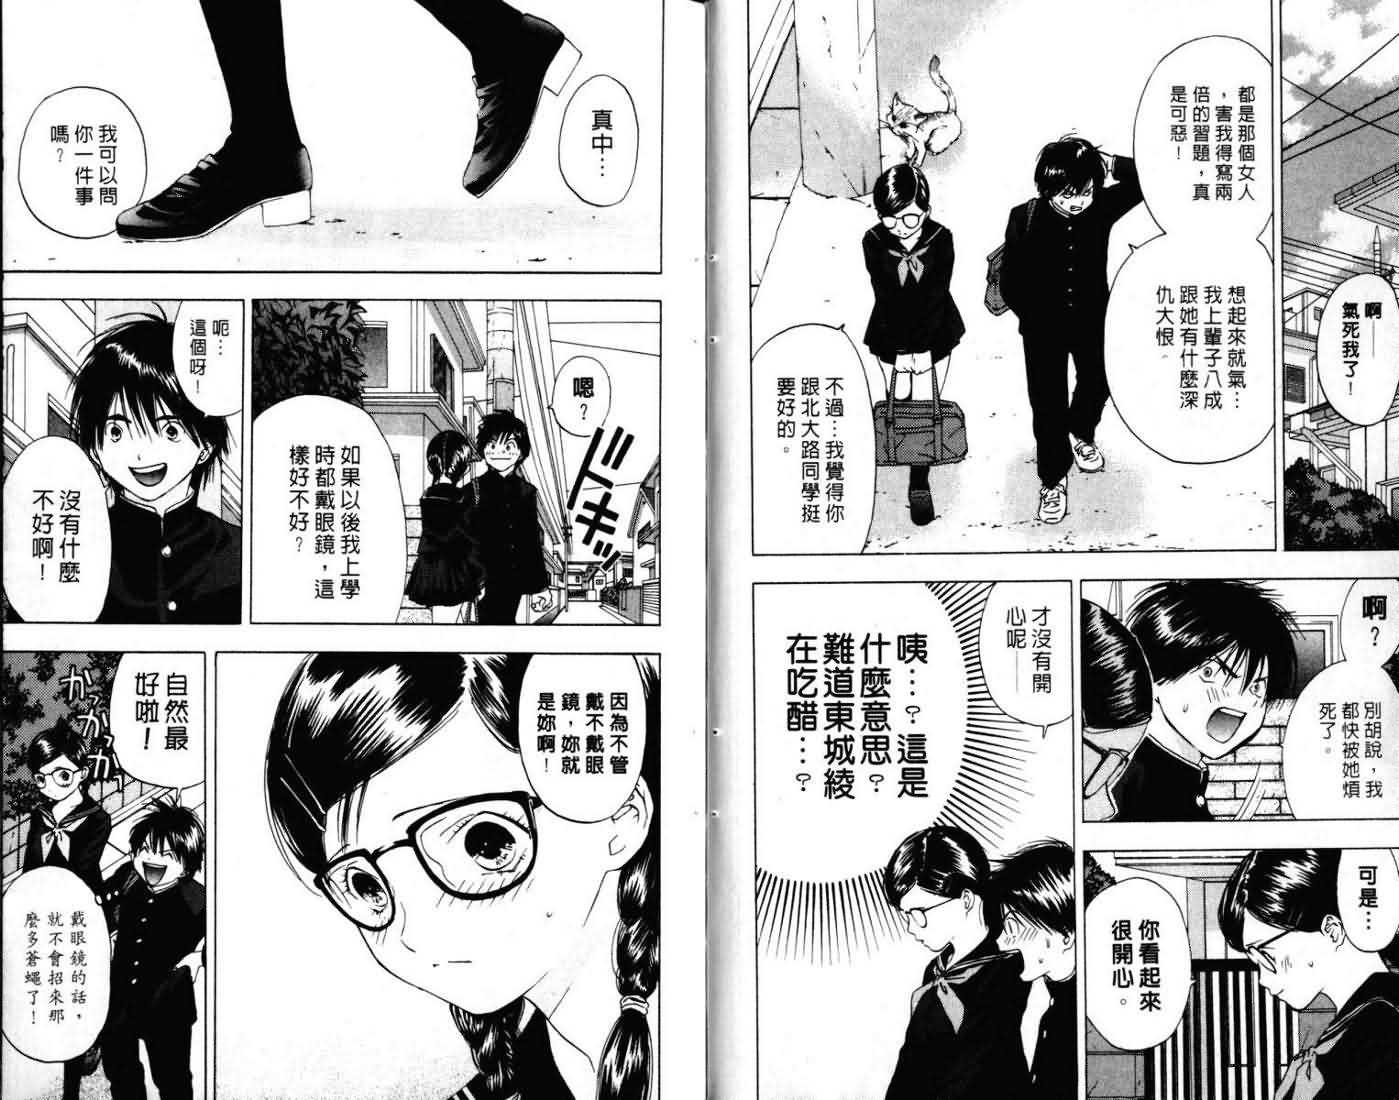 啊——
氣死我了！
都是那個女人
，害我得寫兩
倍的習題，真
是可惡！
想起來就氣…
我上輩子八成
跟她有什麼深
仇大恨。
不過…我覺得你
跟北大路同學挺
要好的。
啊？
別胡說，我
都快被她煩
死了。
才沒有開
心呢——
可是…
你看起來
很開心。
咦…？這是
什麼意思？
難道東城綾
在吃醋…？
真中…
我可以問
你一件事
嗎？
嗯？
ドキッ
如果以後我上學
時都戴眼鏡，這
樣好不好？
呃…
這個呀！
沒有什麼
不好啊！
因為不管
戴不戴眼
鏡，妳就
是妳啊！
自然最
好啦！
かっかっか
戴眼鏡的話，
就不會招來那
麼多蒼蠅了！